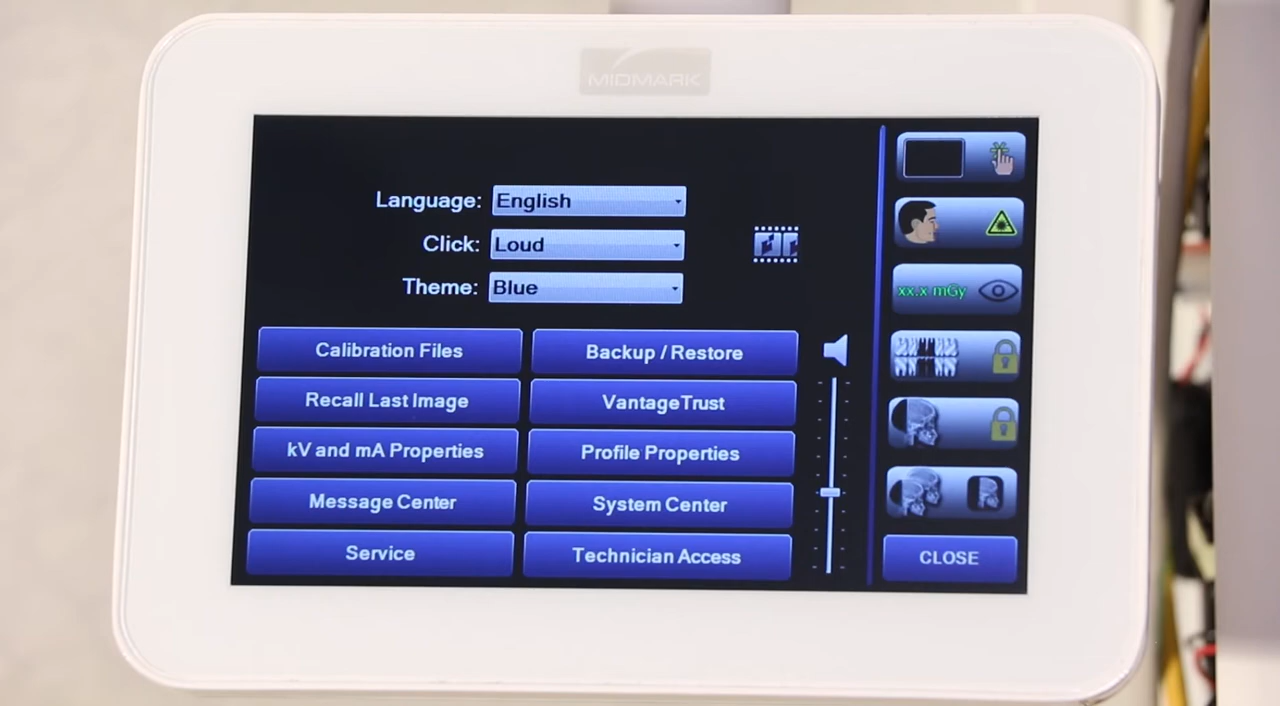 MIDMARK
Language: English
Click: Loud
Theme: Blue
Calibration Files
Backup / Restore
Recall Last Image
VantageTrust
kV and mA Properties
Profile Properties
Message Center
System Center
Service
Technician Access
xx.x mGy
CLOSE